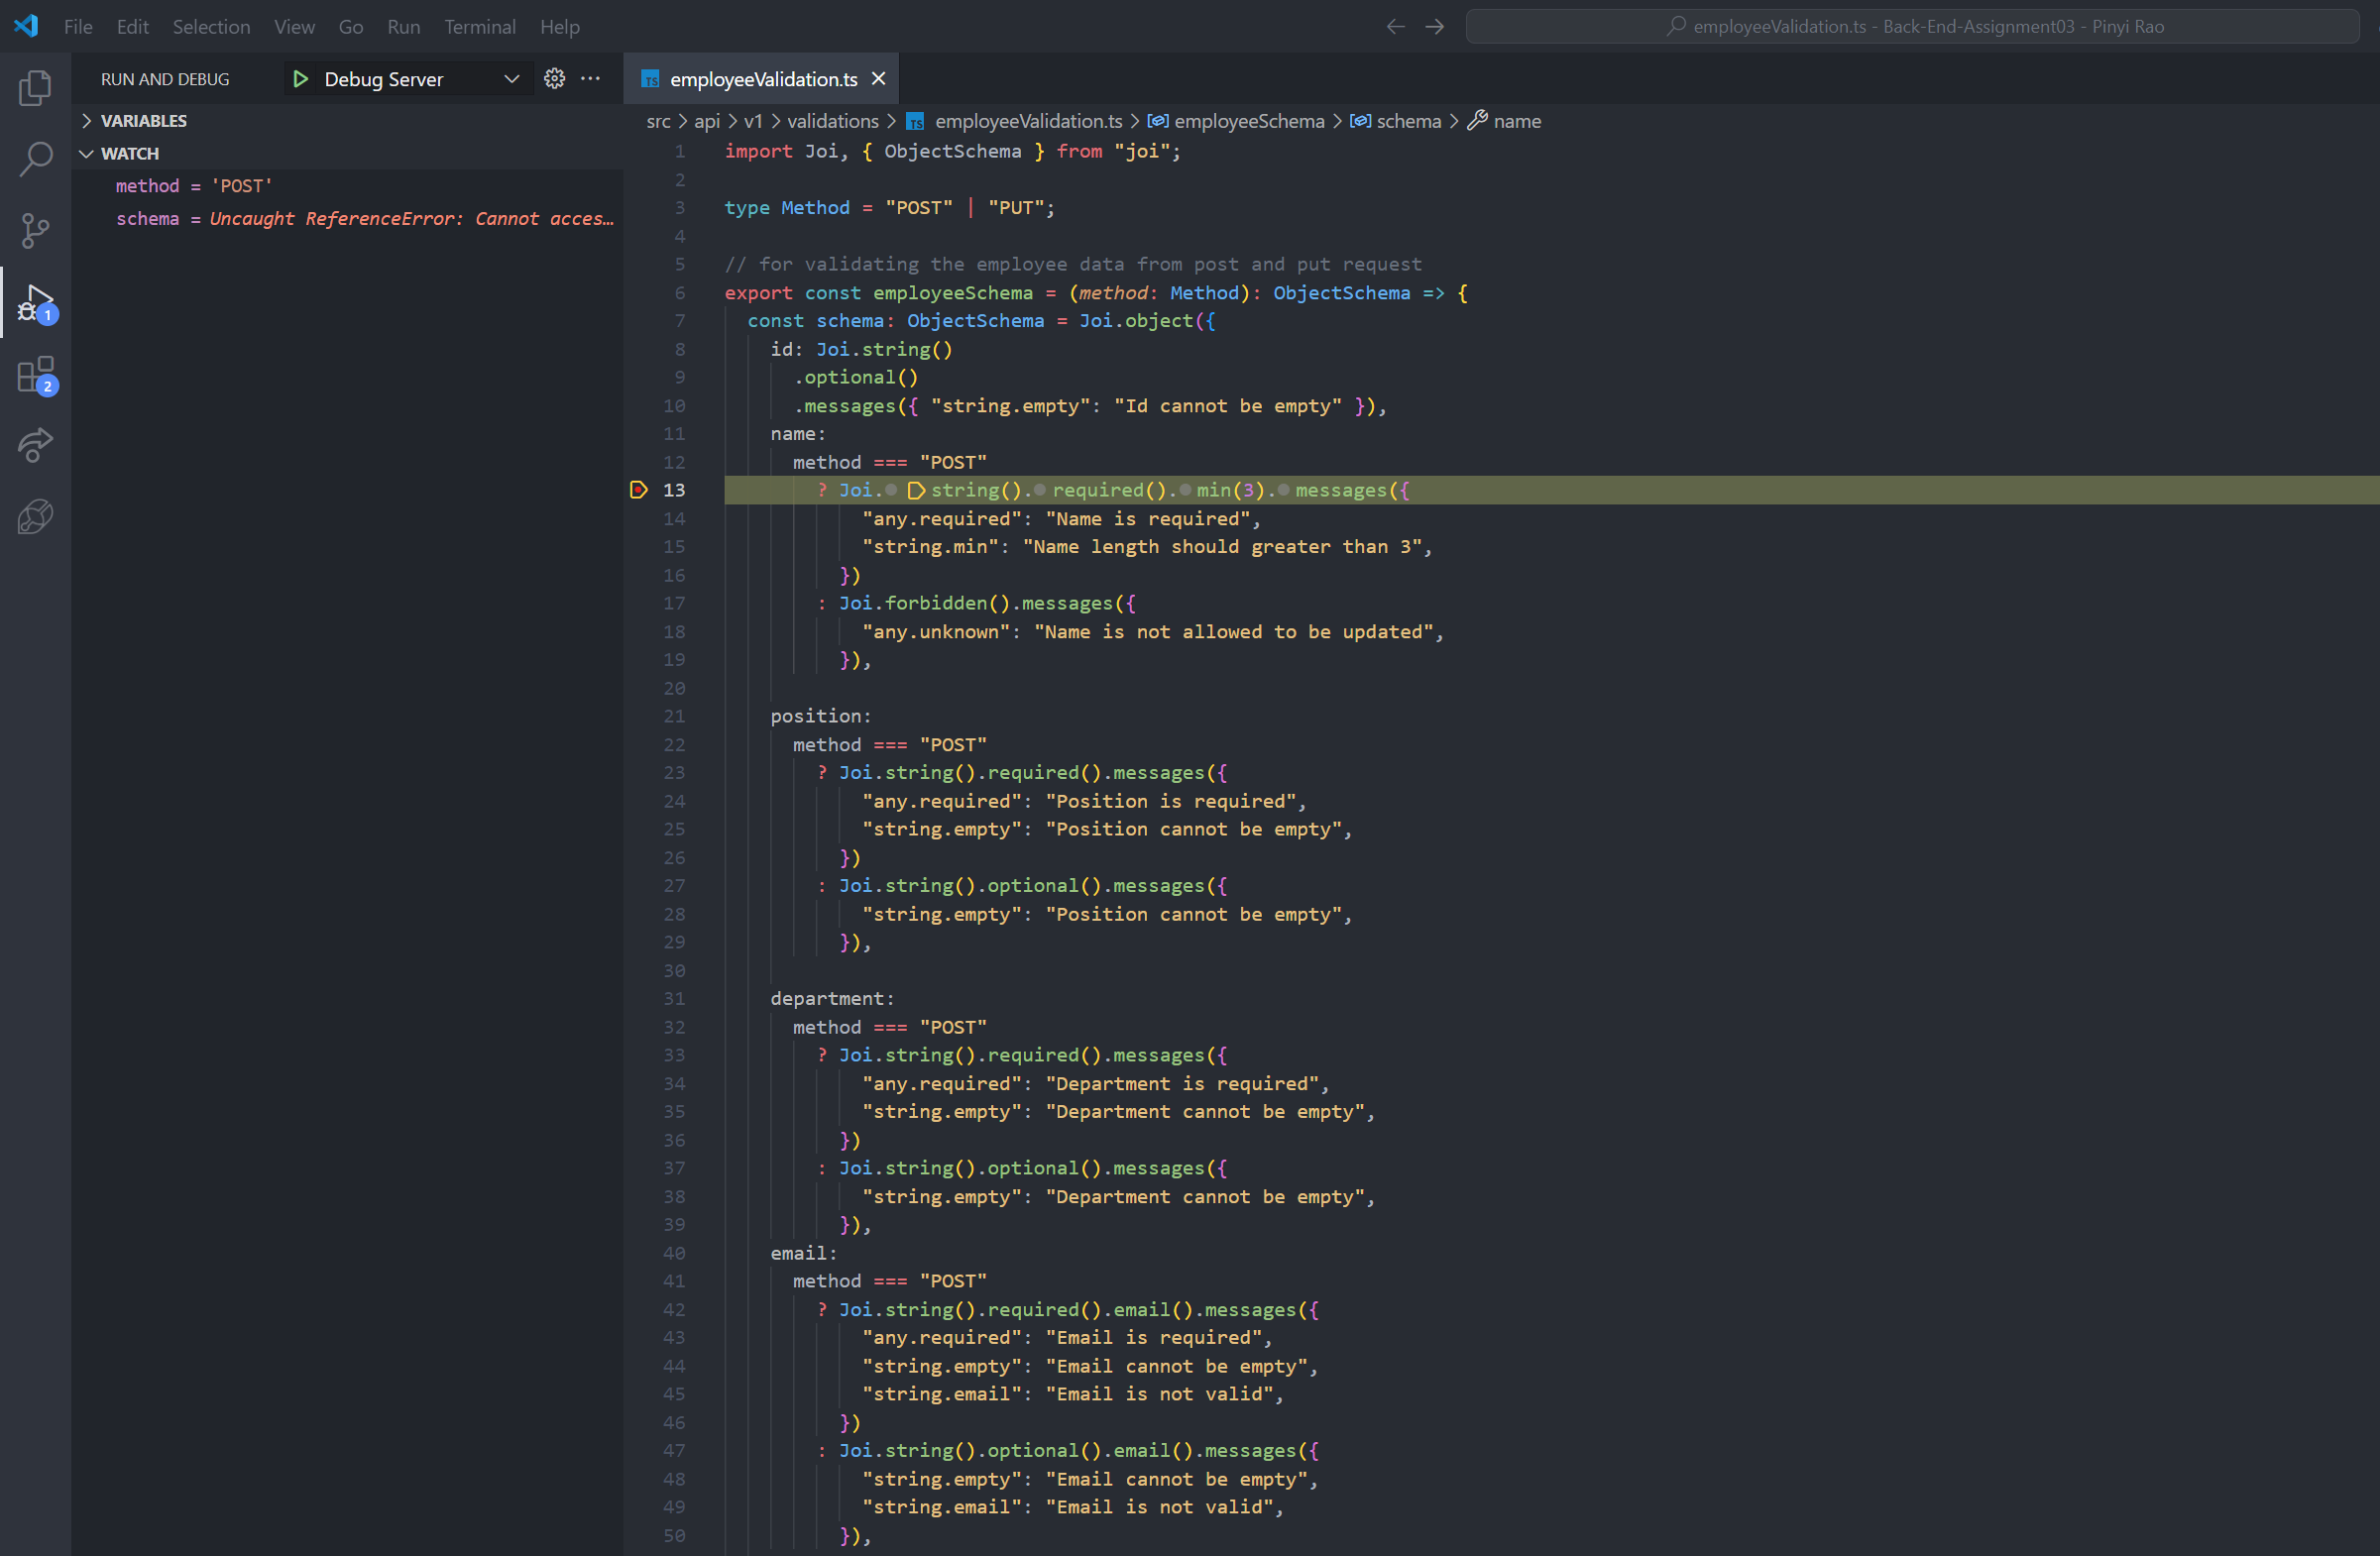 File Edit Selection View Go Run Terminal Help
employeeValidation.ts - Back-End-Assignment03 - Pinyi Rao
RUN AND DEBUG
Debug Server
employeeValidation.ts
VARIABLES
WATCH
method = 'POST'
schema = Uncaught ReferenceError: Cannot acces…
1
2
src > api > v1 > validations > TS employeeValidation.ts > employeeSchema > schema > name
1 import Joi, { ObjectSchema } from "joi";
2
3 type Method = "POST" | "PUT";
4
5 // for validating the employee data from post and put request
6 export const employeeSchema = (method: Method): ObjectSchema => {
7 const schema: ObjectSchema = Joi.object({
8 id: Joi.string()
9 .optional()
10 .messages({ "string.empty": "Id cannot be empty" }),
11 name:
12 method === "POST"
13 ? Joi.string().required().min(3).messages({
14 "any.required": "Name is required",
15 "string.min": "Name length should greater than 3",
16 })
17 : Joi.forbidden().messages({
18 "any.unknown": "Name is not allowed to be updated",
19 }),
20
21 position:
22 method === "POST"
23 ? Joi.string().required().messages({
24 "any.required": "Position is required",
25 "string.empty": "Position cannot be empty",
26 })
27 : Joi.string().optional().messages({
28 "string.empty": "Position cannot be empty",
29 }),
30
31 department:
32 method === "POST"
33 ? Joi.string().required().messages({
34 "any.required": "Department is required",
35 "string.empty": "Department cannot be empty",
36 })
37 : Joi.string().optional().messages({
38 "string.empty": "Department cannot be empty",
39 }),
40 email:
41 method === "POST"
42 ? Joi.string().required().email().messages({
43 "any.required": "Email is required",
44 "string.empty": "Email cannot be empty",
45 "string.email": "Email is not valid",
46 })
47 : Joi.string().optional().email().messages({
48 "string.empty": "Email cannot be empty",
49 "string.email": "Email is not valid",
50 }),